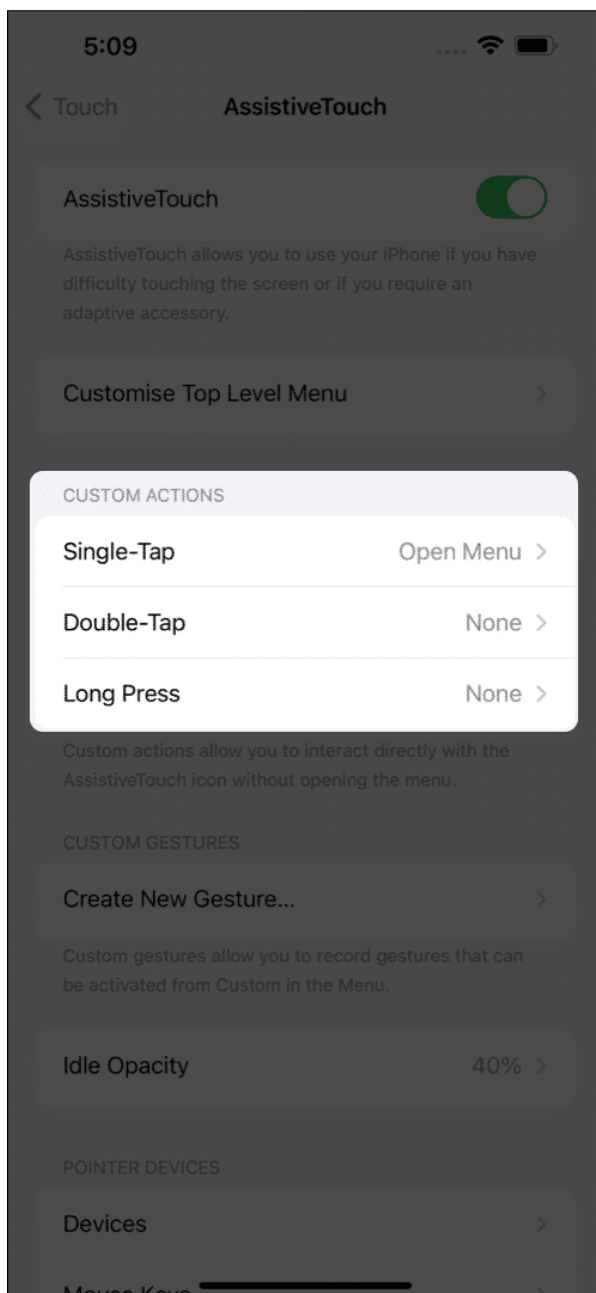 5:09
Touch
AssistiveTouch
AssistiveTouch
AssistiveTouch allows you to use your iPhone if you have
difficulty touching the screen or if you require an
adaptive accessory.
Customise Top Level Menu
CUSTOM ACTIONS
Single-Tap Open Menu
Double-Tap None
Long Press None
Custom actions allow you to interact directly with the
AssistiveTouch icon without opening the menu.
CUSTOM GESTURES
Create New Gesture...
Custom gestures allow you to record gestures that can
be activated from Custom in the Menu.
Idle Opacity 40%
POINTER DEVICES
Devices
Mouse Keys